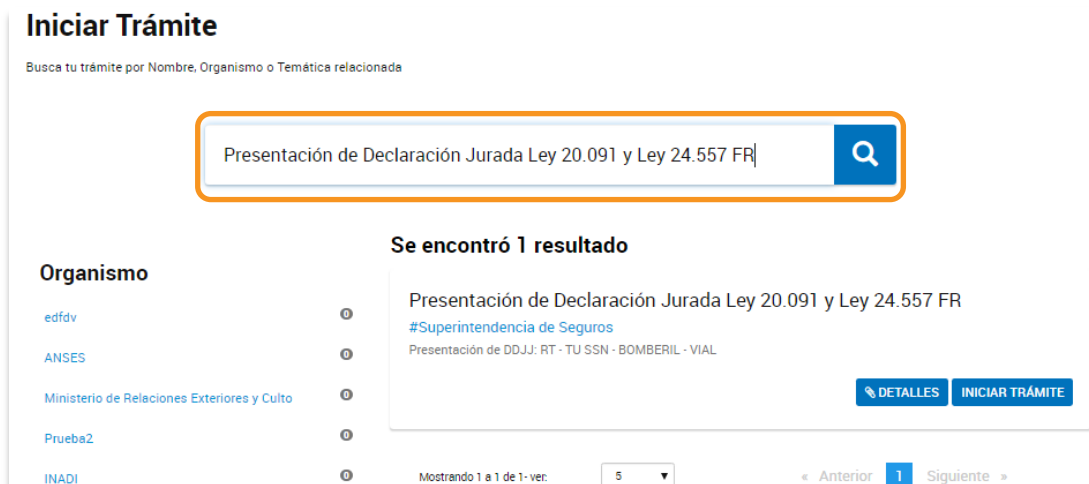 Iniciar Trámite
Busca tu trámite por Nombre, Organismo o Temática relacionada
Presentación de Declaración Jurada Ley 20.091 y Ley 24.557 FR
Organismo
edfdv 0
ANSES 0
Ministerio de Relaciones Exteriores y Culto 0
Prueba2 0
INADI 0
Se encontró 1 resultado
Presentación de Declaración Jurada Ley 20.091 y Ley 24.557 FR
#Superintendencia de Seguros
Presentación de DDJJ: RT - TU SSN - BOMBERIL - VIAL
DETALLES INICIAR TRÁMITE
Mostrando 1 a 1 de 1- ver: 5 « Anterior 1 Siguiente »